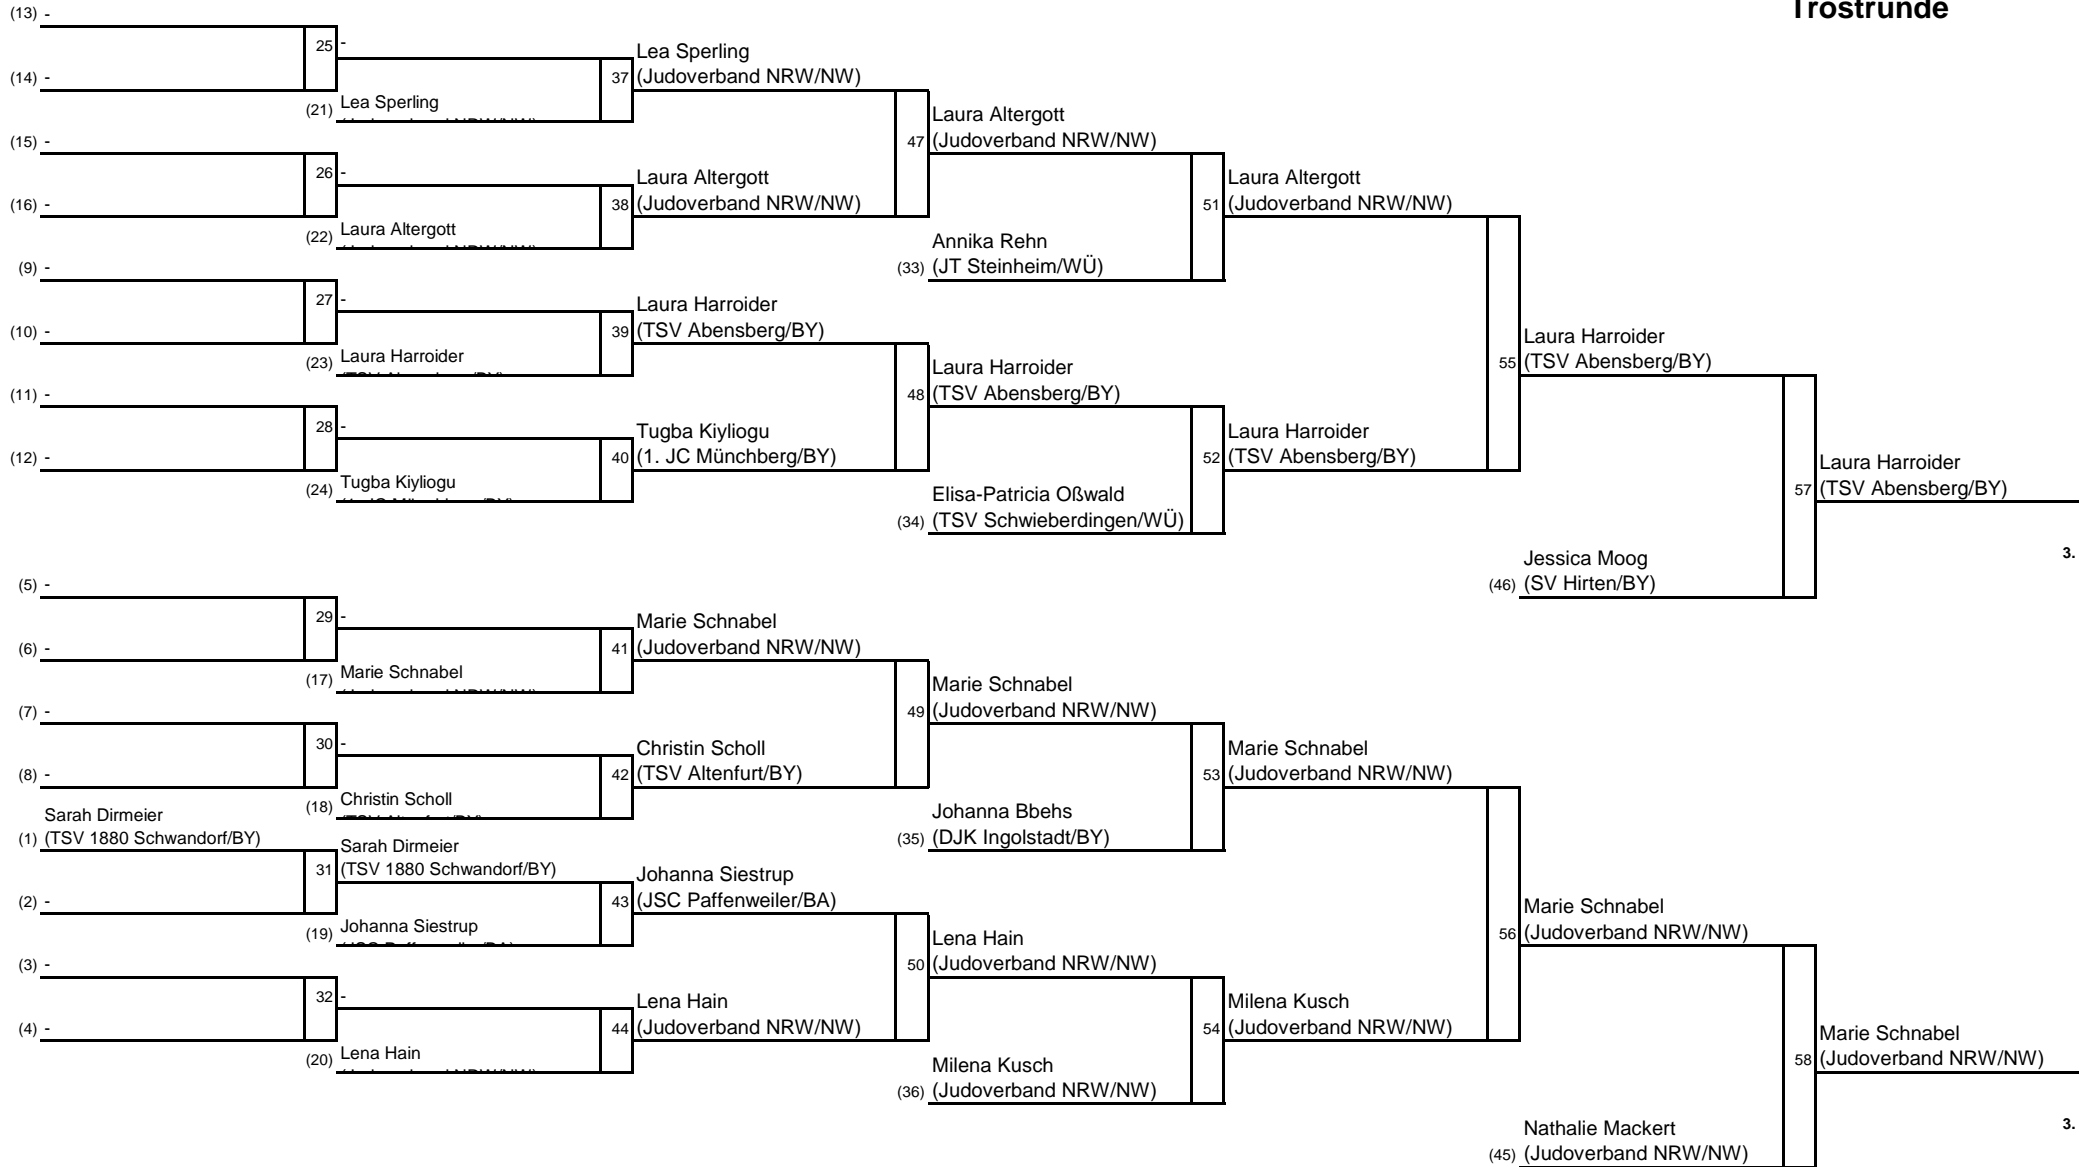 Trostrunde
(13) -
25
-
(14) -
(21) Lea Sperling
37
Lea Sperling
(Judoverband NRW/NW)
(15) -
26
-
(16) -
(22) Laura Altergott
38
Laura Altergott
(Judoverband NRW/NW)
47
Laura Altergott
(Judoverband NRW/NW)
(33) Annika Rehn
(JT Steinheim/WÜ)
51
Laura Altergott
(Judoverband NRW/NW)
(9) -
27
-
(10) -
(23) Laura Harroider
39
Laura Harroider
(TSV Abensberg/BY)
(11) -
28
-
(12) -
(24) Tugba Kiyliogu
40
Tugba Kiyliogu
(1. JC Münchberg/BY)
48
Laura Harroider
(TSV Abensberg/BY)
(34) Elisa-Patricia Oßwald
(TSV Schwieberdingen/WÜ)
52
Laura Harroider
(TSV Abensberg/BY)
55
Laura Harroider
(TSV Abensberg/BY)
(46) Jessica Moog
(SV Hirten/BY)
57
Laura Harroider
(TSV Abensberg/BY)
3.
(5) -
29
-
(6) -
(17) Marie Schnabel
41
Marie Schnabel
(Judoverband NRW/NW)
(7) -
30
-
(8) -
(18) Christin Scholl
42
Christin Scholl
(TSV Altenfurt/BY)
49
Marie Schnabel
(Judoverband NRW/NW)
(35) Johanna Bbehs
(DJK Ingolstadt/BY)
53
Marie Schnabel
(Judoverband NRW/NW)
(1) Sarah Dirmeier
(TSV 1880 Schwandorf/BY)
31
Sarah Dirmeier
(TSV 1880 Schwandorf/BY)
(2) -
(19) Johanna Siestrup
43
Johanna Siestrup
(JSC Paffenweiler/BA)
(3) -
32
-
(4) -
(20) Lena Hain
44
Lena Hain
(Judoverband NRW/NW)
50
Lena Hain
(Judoverband NRW/NW)
(36) Milena Kusch
(Judoverband NRW/NW)
54
Milena Kusch
(Judoverband NRW/NW)
56
Marie Schnabel
(Judoverband NRW/NW)
(45) Nathalie Mackert
(Judoverband NRW/NW)
58
Marie Schnabel
(Judoverband NRW/NW)
3.